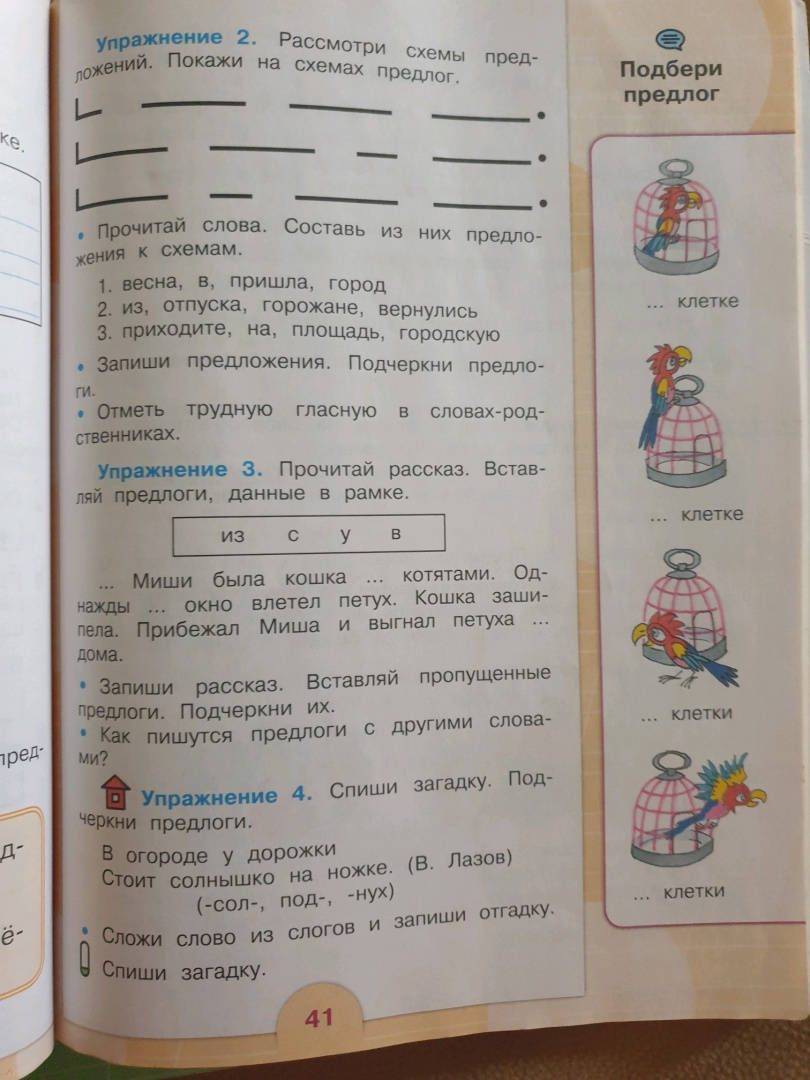 Упражнение 2. Рассмотри схемы пред-
ложений. Покажи на схемах предлог.
• Прочитай слова. Составь из них предло-
жения к схемам.
1. весна, в, пришла, город
2. из, отпуска, горожане, вернулись
3. приходите, на, площадь, городскую
• Запиши предложения. Подчеркни предло-
ги.
• Отметь трудную гласную в словах-род-
ственниках.
Упражнение 3. Прочитай рассказ. Встав-
ляй предлоги, данные в рамке.
из с у в
... Миши была кошка ... котятами. Од-
нажды ... окно влетел петух. Кошка заши-
пела. Прибежал Миша и выгнал петуха ...
дома.
• Запиши рассказ. Вставляй пропущенные
предлоги. Подчеркни их.
• Как пишутся предлоги с другими слова-
ми?
Упражнение 4. Спиши загадку. Под-
черкни предлоги.
В огороде у дорожки
Стоит солнышко на ножке. (В. Лазов)
(-сол-, под-, -нух)
• Сложи слово из слогов и запиши отгадку.
Спиши загадку.
41
Подбери
предлог
... клетке
... клетке
... клетки
... клетки
ке.
пред-
д-
ё-